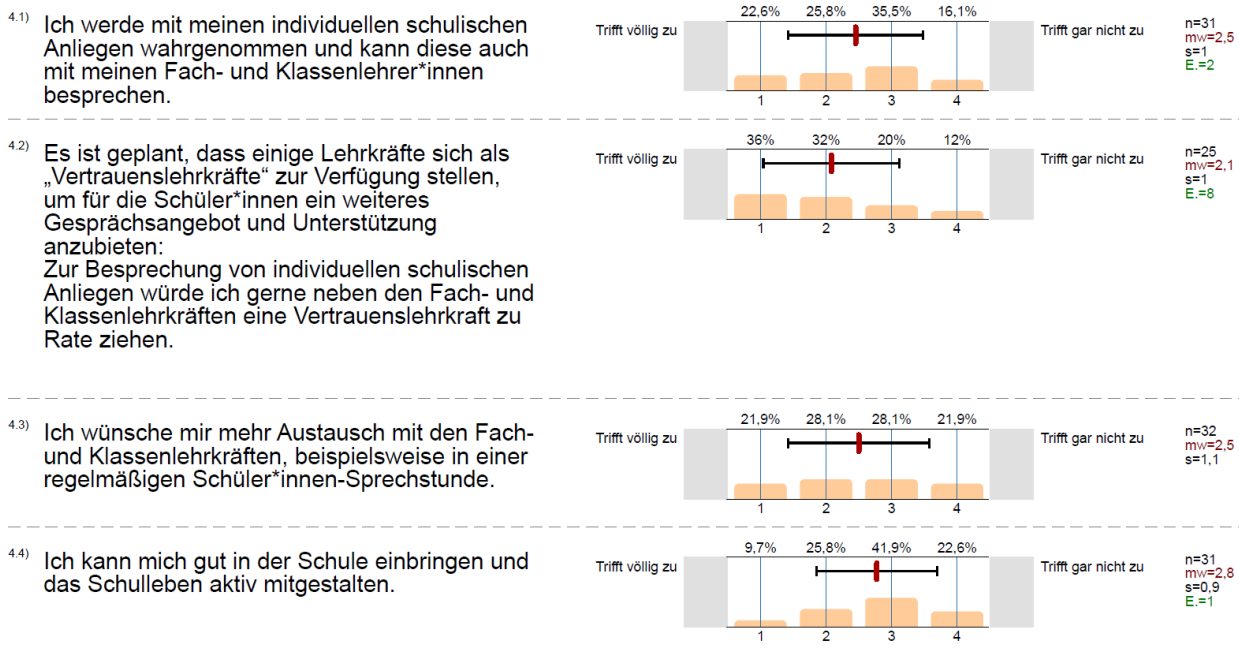 4.1)
Ich werde mit meinen individuellen schulischen
Anliegen wahrgenommen und kann diese auch
mit meinen Fach- und Klassenlehrer*innen
besprechen.
Trifft völlig zu
22,6% 25,8% 35,5% 16,1%
1 2 3 4
Trifft gar nicht zu
n=31
mw=2,5
s=1
E.=2
4.2)
Es ist geplant, dass einige Lehrkräfte sich als
„Vertrauenslehrkräfte“ zur Verfügung stellen,
um für die Schüler*innen ein weiteres
Gesprächsangebot und Unterstützung
anzubieten:
Zur Besprechung von individuellen schulischen
Anliegen würde ich gerne neben den Fach- und
Klassenlehrkräften eine Vertrauenslehrkraft zu
Rate ziehen.
Trifft völlig zu
36% 32% 20% 12%
1 2 3 4
Trifft gar nicht zu
n=25
mw=2,1
s=1
E.=8
4.3)
Ich wünsche mir mehr Austausch mit den Fach-
und Klassenlehrkräften, beispielsweise in einer
regelmäßigen Schüler*innen-Sprechstunde.
Trifft völlig zu
21,9% 28,1% 28,1% 21,9%
1 2 3 4
Trifft gar nicht zu
n=32
mw=2,5
s=1,1
4.4)
Ich kann mich gut in der Schule einbringen und
das Schulleben aktiv mitgestalten.
Trifft völlig zu
9,7% 25,8% 41,9% 22,6%
1 2 3 4
Trifft gar nicht zu
n=31
mw=2,8
s=0,9
E.=1